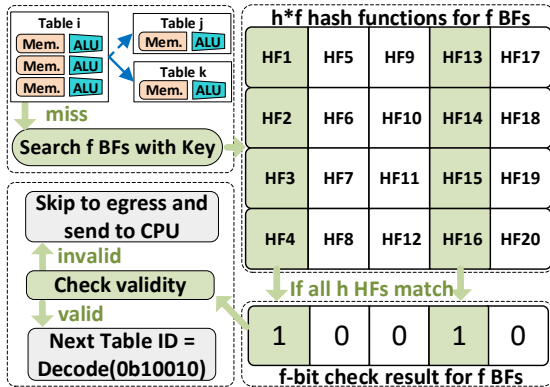 Table i
Mem. ALU
Mem. ALU
Mem. ALU
Table j
Mem. ALU
Table k
Mem. ALU
miss
Search f BFs with Key
h*f hash functions for f BFs
HF1 HF5 HF9 HF13 HF17
HF2 HF6 HF10 HF14 HF18
HF3 HF7 HF11 HF15 HF19
HF4 HF8 HF12 HF16 HF20
If all h HFs match
1 0 0 1 0
f-bit check result for f BFs
Skip to egress and
send to CPU
invalid
Check validity
valid
Next Table ID =
Decode(0b10010)